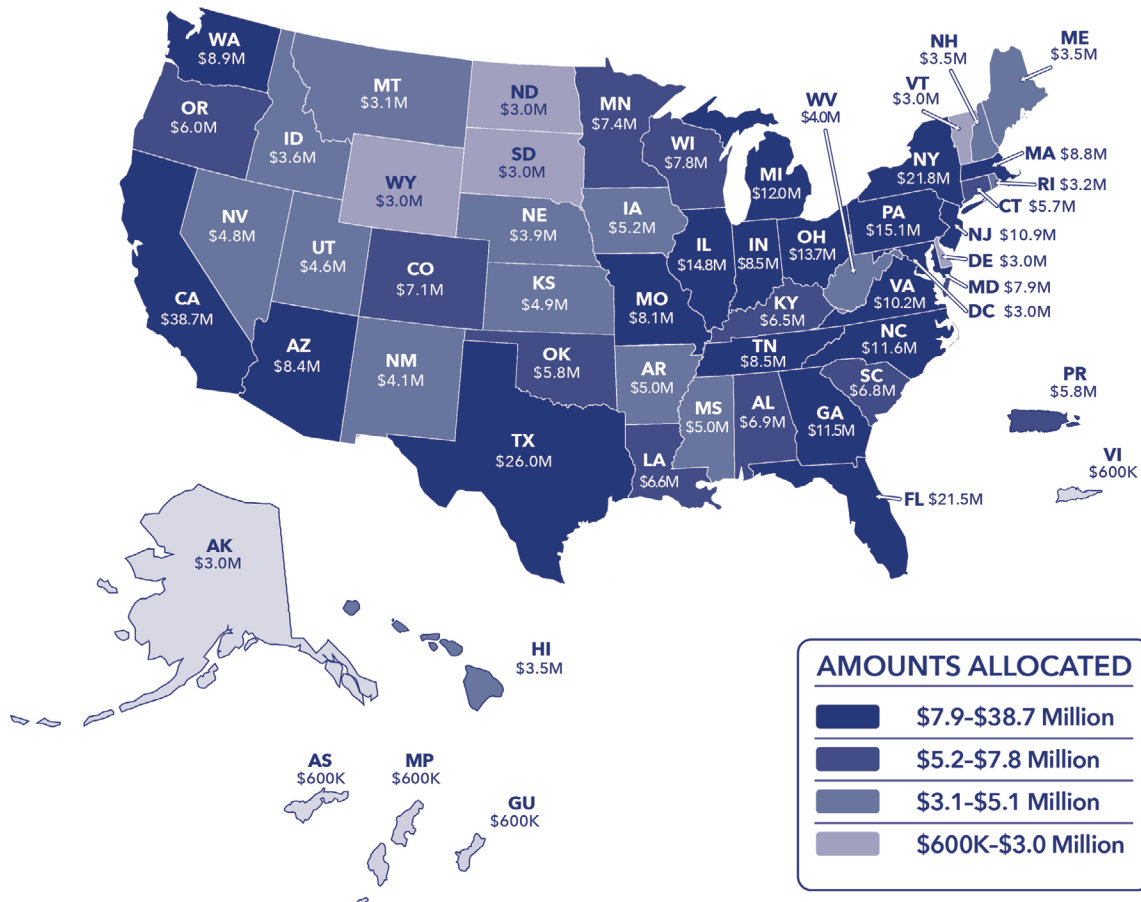 WA
$8.9M
OR
$6.0M
CA
$38.7M
ID
$3.6M
NV
$4.8M
MT
$3.1M
WY
$3.0M
UT
$4.6M
AZ
$8.4M
ND
$3.0M
SD
$3.0M
NE
$3.9M
CO
$7.1M
KS
$4.9M
NM
$4.1M
OK
$5.8M
TX
$26.0M
MN
$7.4M
IA
$5.2M
MO
$8.1M
AR
$5.0M
LA
$6.6M
WI
$7.8M
IL
$14.8M
MI
$12.0M
IN
$8.5M
OH
$13.7M
KY
$6.5M
TN
$8.5M
MS
$5.0M
AL
$6.9M
GA
$11.5M
FL $21.5M
SC
$6.8M
NC
$11.6M
VA
$10.2M
WV
$4.0M
PA
$15.1M
NY
$21.8M
VT
$3.0M
NH
$3.5M
ME
$3.5M
MA $8.8M
RI $3.2M
CT $5.7M
NJ $10.9M
DE $3.0M
MD $7.9M
DC $3.0M
PR
$5.8M
VI
$600K
AK
$3.0M
HI
$3.5M
AS
$600K
MP
$600K
GU
$600K
AMOUNTS ALLOCATED
$7.9–$38.7 Million
$5.2–$7.8 Million
$3.1–$5.1 Million
$600K–$3.0 Million